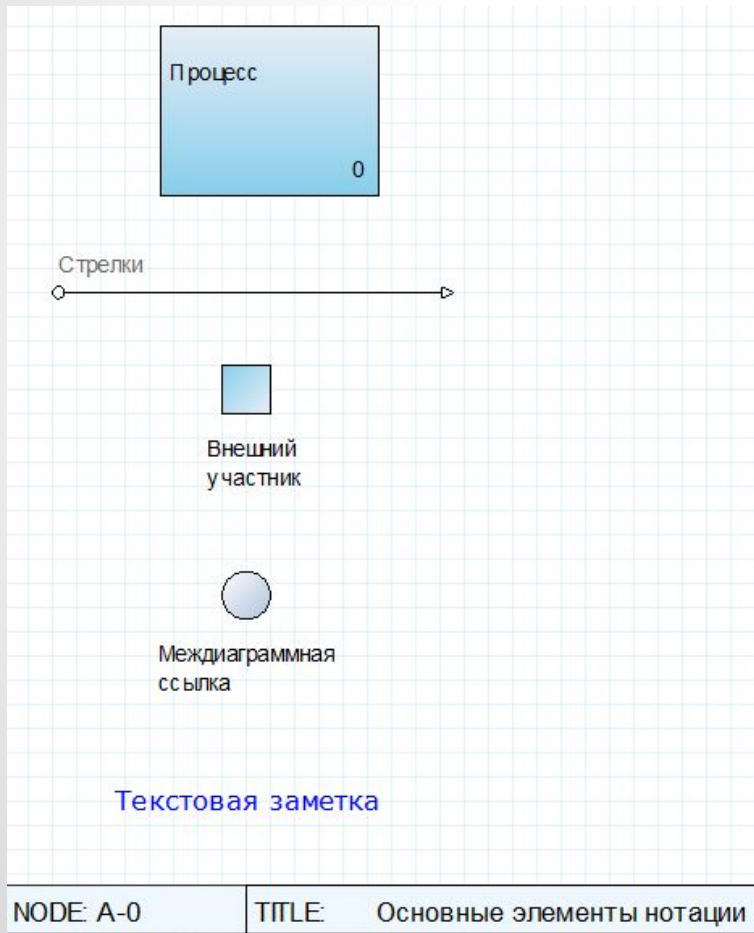 Процесс
0
Стрелки
Внешний
участник
Междиаграммная
ссылка
Текстовая заметка
NODE: A-0 TITLE: Основные элементы нотации